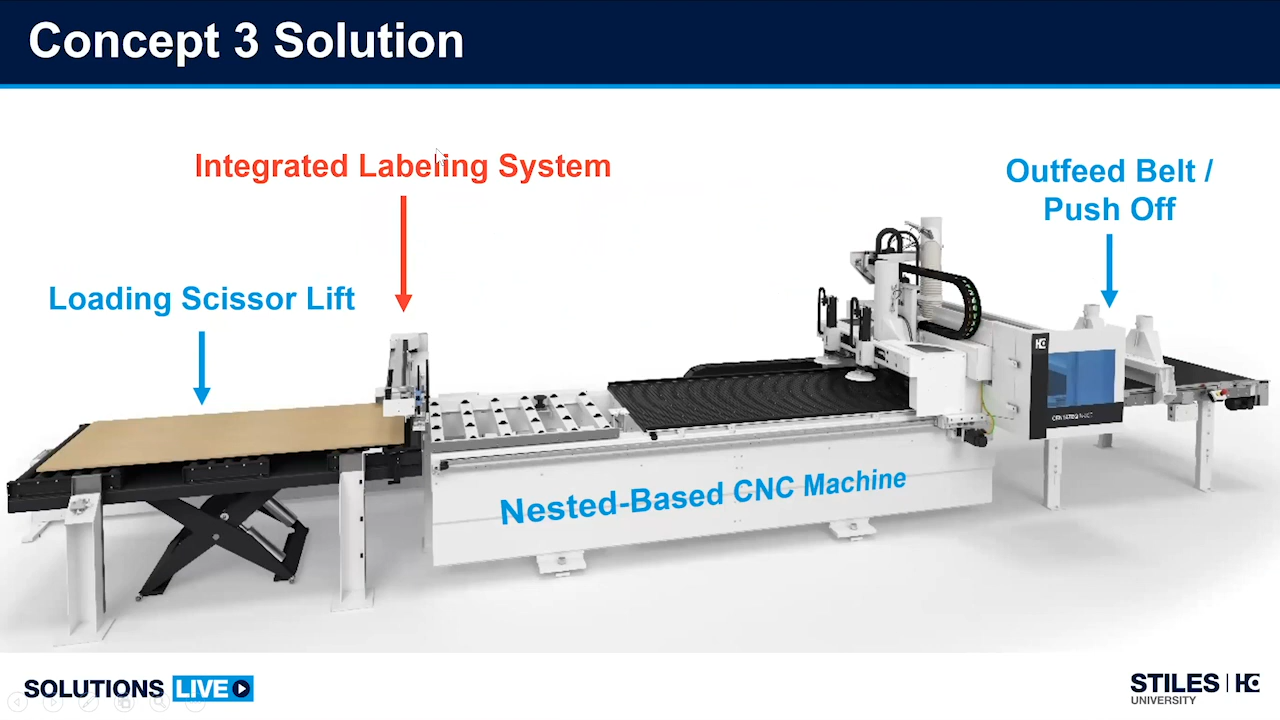 Concept 3 Solution
Integrated Labeling System
Outfeed Belt /
Push Off
Loading Scissor Lift
Nested-Based CNC Machine
SOLUTIONS LIVE
STILES
UNIVERSITY